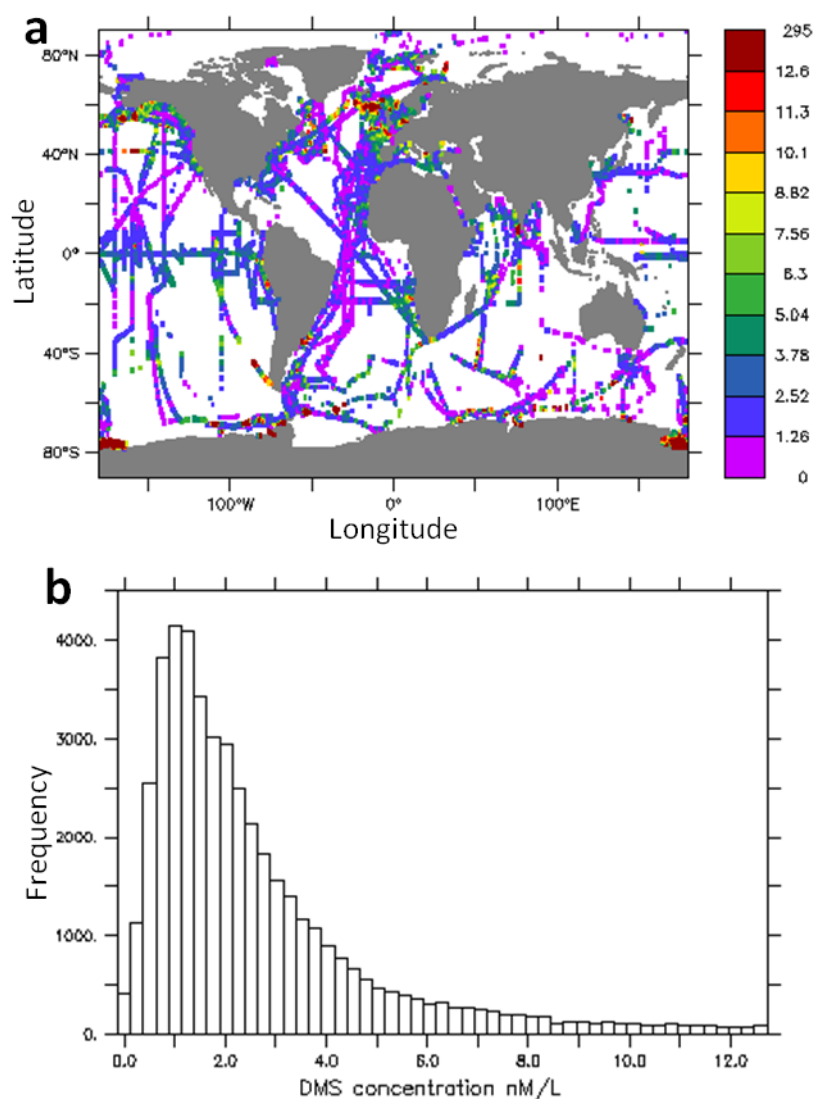 a
80°N
40°N
0°
40°S
80°S
Latitude
100°W
0°
100°E
Longitude
295
12.6
11.3
10.1
8.82
7.56
6.3
5.04
3.78
2.52
1.26
0
b
4000.
3000.
2000.
1000.
0.
Frequency
0.0
2.0
4.0
6.0
8.0
10.0
12.0
DMS concentration nM/L